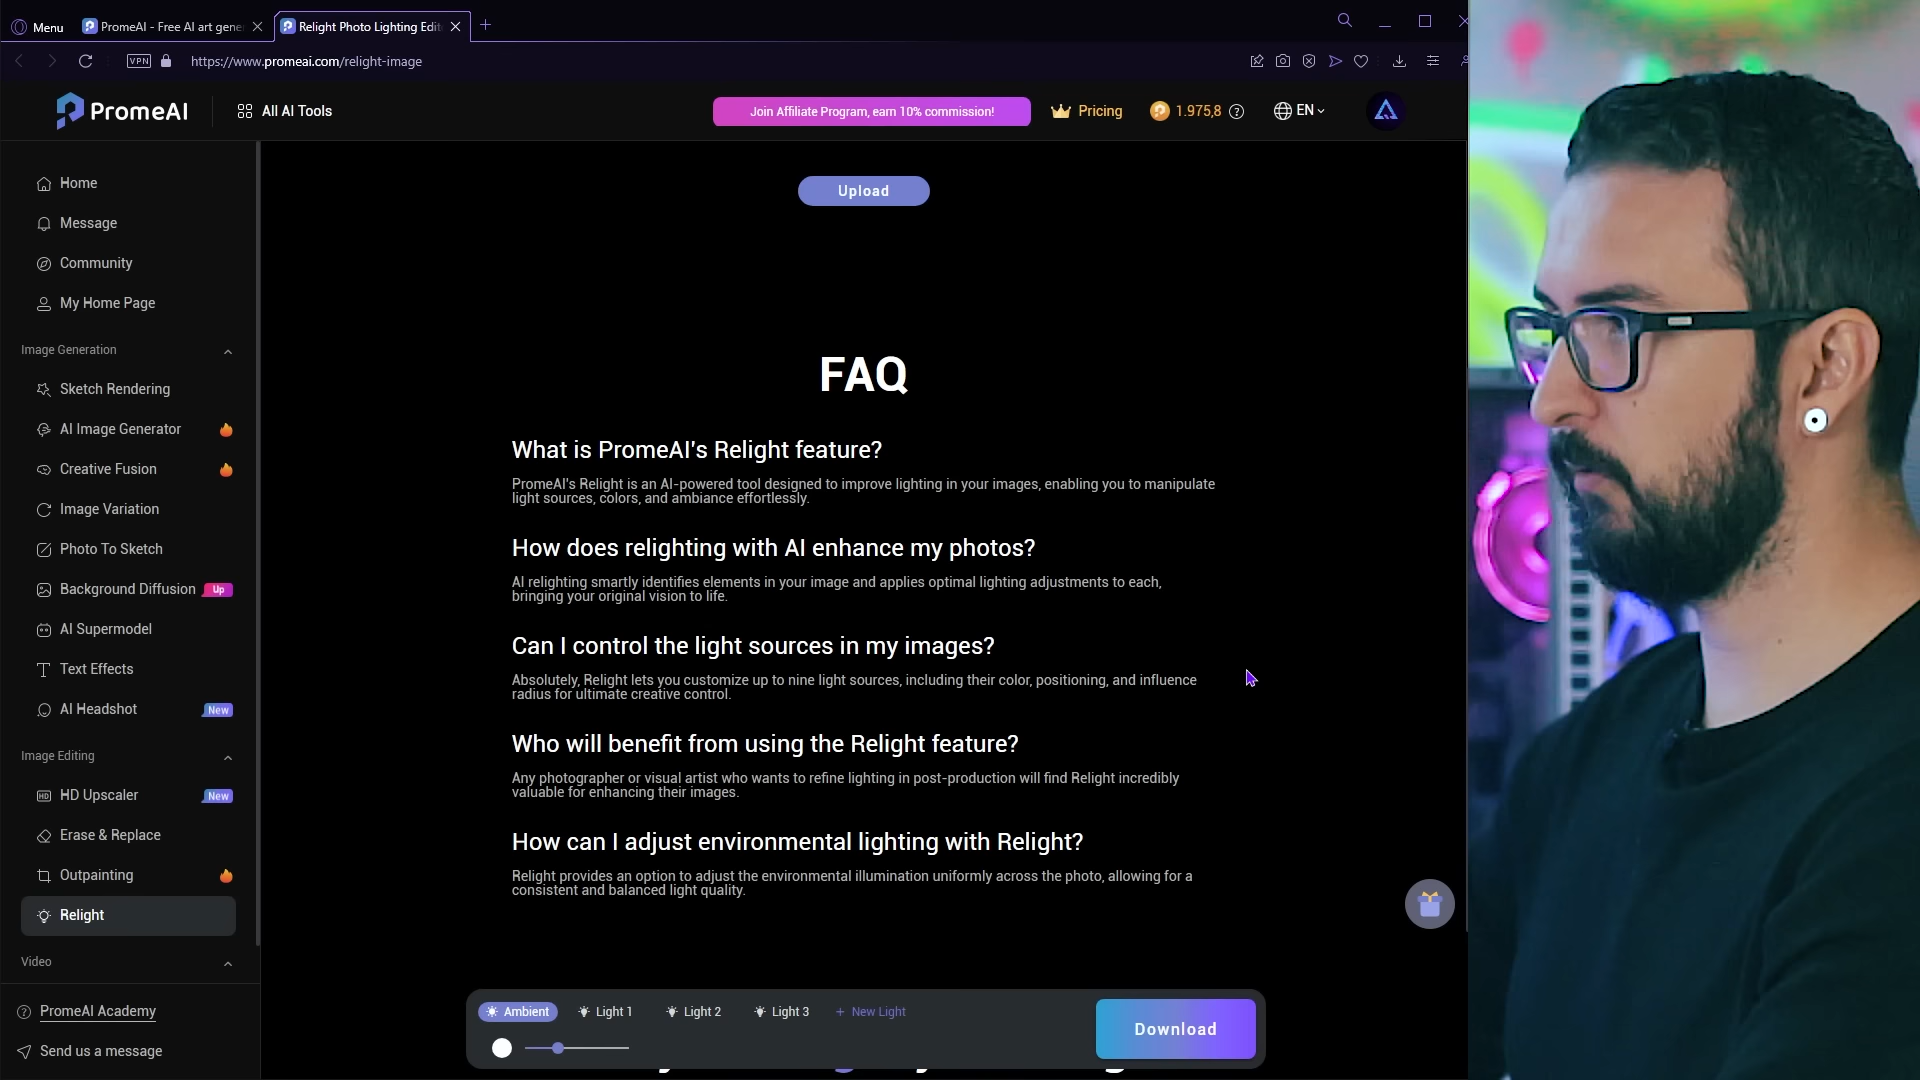 Menu
PromeAI - Free AI art gene
Relight Photo Lighting Edit
VPN
https://www.promeai.com/relight-image
PromeAI
All AI Tools
Join Affiliate Program, earn 10% commission!
Pricing
1.975,8
EN
Home
Message
Community
My Home Page
Image Generation
Sketch Rendering
AI Image Generator
Creative Fusion
Image Variation
Photo To Sketch
Background Diffusion
Up
AI Supermodel
Text Effects
AI Headshot
New
Image Editing
HD Upscaler
New
Erase & Replace
Outpainting
Relight
Video
PromeAI Academy
Send us a message
Upload
FAQ
What is PromeAI's Relight feature?
PromeAI's Relight is an AI-powered tool designed to improve lighting in your images, enabling you to manipulate
light sources, colors, and ambiance effortlessly.
How does relighting with AI enhance my photos?
AI relighting smartly identifies elements in your image and applies optimal lighting adjustments to each,
bringing your original vision to life.
Can I control the light sources in my images?
Absolutely, Relight lets you customize up to nine light sources, including their color, positioning, and influence
radius for ultimate creative control.
Who will benefit from using the Relight feature?
Any photographer or visual artist who wants to refine lighting in post-production will find Relight incredibly
valuable for enhancing their images.
How can I adjust environmental lighting with Relight?
Relight provides an option to adjust the environmental illumination uniformly across the photo, allowing for a
consistent and balanced light quality.
Ambient
Light 1
Light 2
Light 3
+ New Light
Download